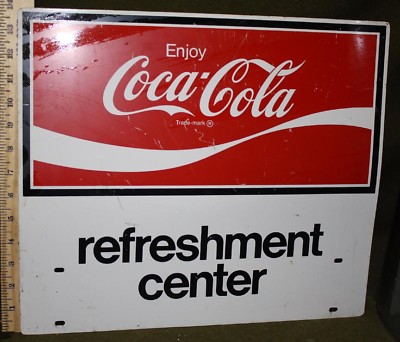 Enjoy
Coca-Cola
Trade-mark ®
refreshment
center